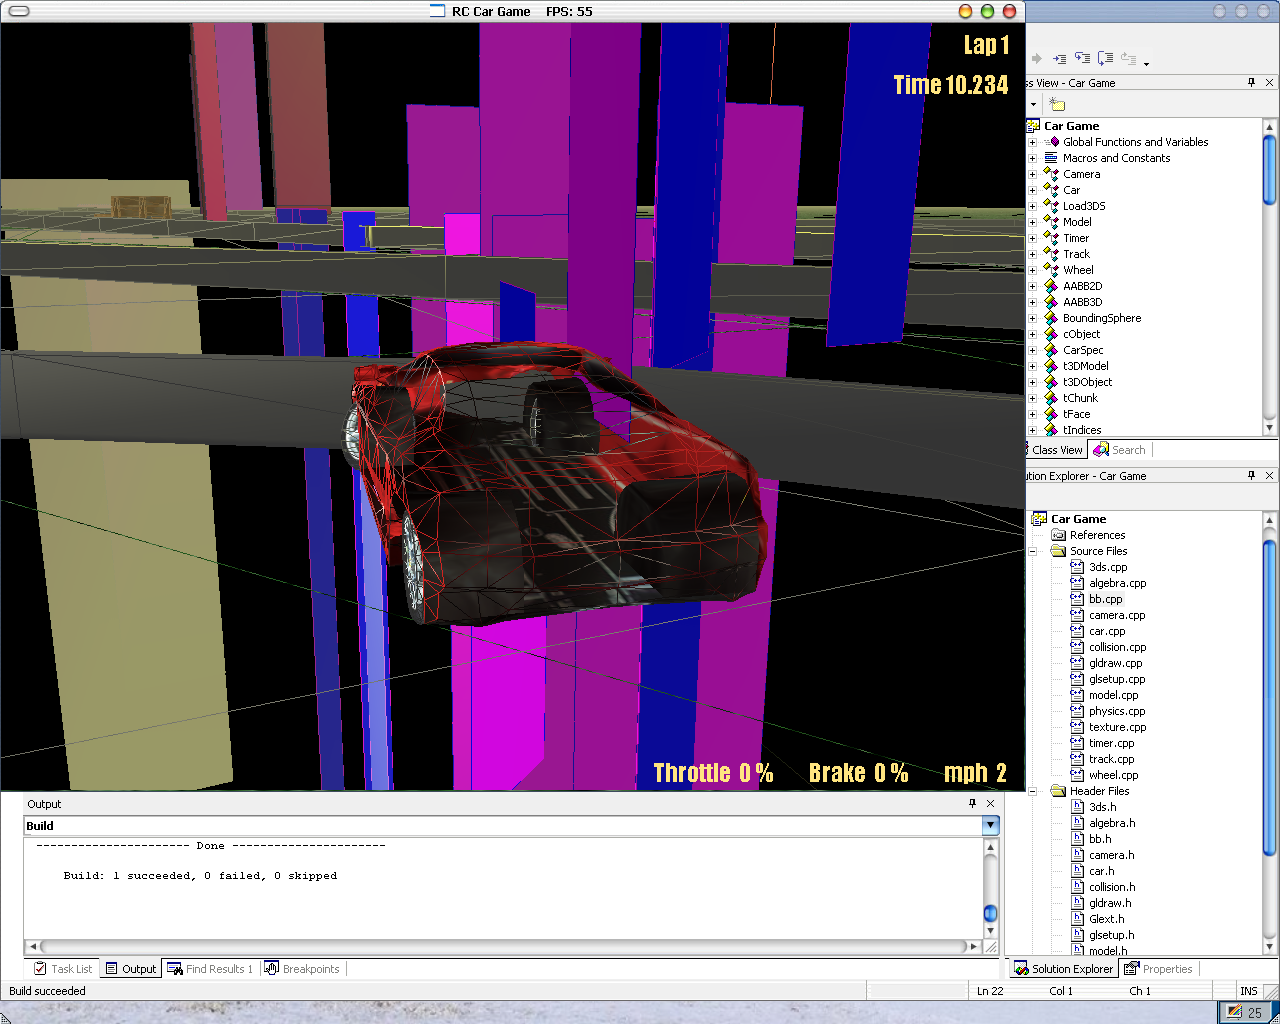 RC Car Game FPS: 55
Lap 1
Time 10.234
Throttle 0 %
Brake 0 %
mph 2
ss View - Car Game
Car Game
Global Functions and Variables
Macros and Constants
Camera
Car
Load3DS
Model
Timer
Track
Wheel
AABB2D
AABB3D
BoundingSphere
cObject
CarSpec
t3DModel
t3DObject
tChunk
tFace
tIndices
Class View
Search
ution Explorer - Car Game
Car Game
References
Source Files
3ds.cpp
algebra.cpp
bb.cpp
camera.cpp
car.cpp
collision.cpp
gldraw.cpp
glsetup.cpp
model.cpp
physics.cpp
texture.cpp
timer.cpp
track.cpp
wheel.cpp
Header Files
3ds.h
algebra.h
bb.h
camera.h
car.h
collision.h
gldraw.h
Glext.h
glsetup.h
model.h
Solution Explorer
Properties
Output
Build
---------------------- Done ----------------------
Build: 1 succeeded, 0 failed, 0 skipped
Task List
Output
Find Results 1
Breakpoints
Build succeeded
Ln 22
Col 1
Ch 1
INS
25